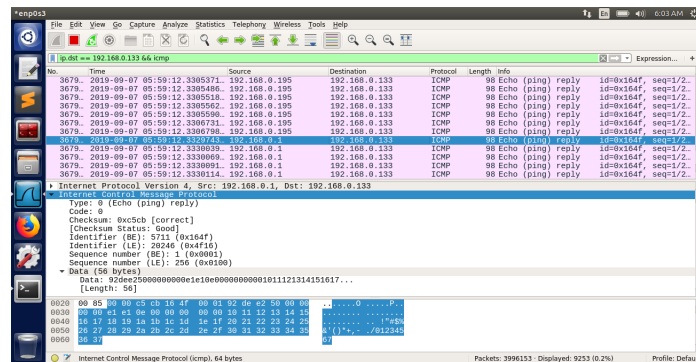 *enp0s3
En
6:03 AM
File Edit View Go Capture Analyze Statistics Telephony Wireless Tools Help
ip.dst == 192.168.0.133 && icmp
Expression... +
No. Time Source Destination Protocol Length Info
3679… 2019-09-07 05:59:12.3305371… 192.168.0.195 192.168.0.133 ICMP 98 Echo (ping) reply id=0x164f, seq=1/2…
3679… 2019-09-07 05:59:12.3305486… 192.168.0.195 192.168.0.133 ICMP 98 Echo (ping) reply id=0x164f, seq=1/2…
3679… 2019-09-07 05:59:12.3305518… 192.168.0.195 192.168.0.133 ICMP 98 Echo (ping) reply id=0x164f, seq=1/2…
3679… 2019-09-07 05:59:12.3305562… 192.168.0.195 192.168.0.133 ICMP 98 Echo (ping) reply id=0x164f, seq=1/2…
3679… 2019-09-07 05:59:12.3305590… 192.168.0.195 192.168.0.133 ICMP 98 Echo (ping) reply id=0x164f, seq=1/2…
3679… 2019-09-07 05:59:12.3306731… 192.168.0.195 192.168.0.133 ICMP 98 Echo (ping) reply id=0x164f, seq=1/2…
3679… 2019-09-07 05:59:12.3306798… 192.168.0.195 192.168.0.133 ICMP 98 Echo (ping) reply id=0x164f, seq=1/2…
3679… 2019-09-07 05:59:12.3329743… 192.168.0.1 192.168.0.133 ICMP 98 Echo (ping) reply id=0x164f, seq=1/2…
3679… 2019-09-07 05:59:12.3330039… 192.168.0.1 192.168.0.133 ICMP 98 Echo (ping) reply id=0x164f, seq=1/2…
3679… 2019-09-07 05:59:12.3330069… 192.168.0.1 192.168.0.133 ICMP 98 Echo (ping) reply id=0x164f, seq=1/2…
3679… 2019-09-07 05:59:12.3330091… 192.168.0.1 192.168.0.133 ICMP 98 Echo (ping) reply id=0x164f, seq=1/2…
3679… 2019-09-07 05:59:12.3330114… 192.168.0.1 192.168.0.133 ICMP 98 Echo (ping) reply id=0x164f, seq=1/2…
Internet Protocol Version 4, Src: 192.168.0.1, Dst: 192.168.0.133
Internet Control Message Protocol
Type: 0 (Echo (ping) reply)
Code: 0
Checksum: 0xc5cb [correct]
[Checksum Status: Good]
Identifier (BE): 5711 (0x164f)
Identifier (LE): 20246 (0x4f16)
Sequence number (BE): 1 (0x0001)
Sequence number (LE): 256 (0x0100)
Data (56 bytes)
Data: 92dee25000000000e1e10e000000000010111213141516 17…
[Length: 56]
0020 00 85 00 00 c5 cb 16 4f 00 01 92 de e2 50 00 00 .......O .....P..
0030 00 00 e1 e1 0e 00 00 00 00 00 10 11 12 13 14 15 ........ ........
0040 16 17 18 19 1a 1b 1c 1d 1e 1f 20 21 22 23 24 25 ........ .. !"#$%
0050 26 27 28 29 2a 2b 2c 2d 2e 2f 30 31 32 33 34 35 &'()*+,- ./012345
0060 36 37 67
Internet Control Message Protocol (icmp), 64 bytes
Packets: 3996153 · Displayed: 9253 (0.2%)
Profile: Defau